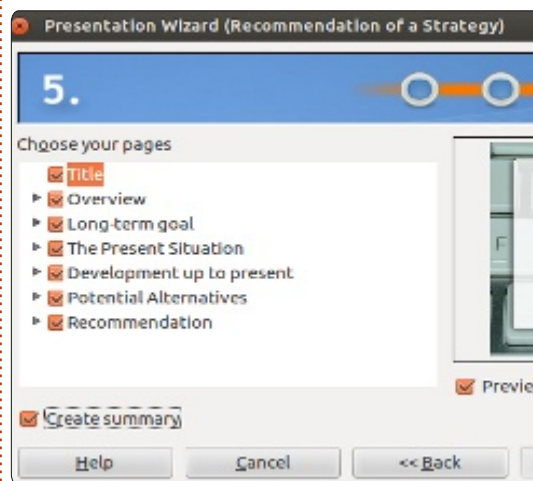 Presentation Wizard (Recommendation of a Strategy)
5.
Choose your pages
Title
Overview
Long-term goal
The Present Situation
Development up to present
Potential Alternatives
Recommendation
F
Previe
Create summary
Help Cancel << Back